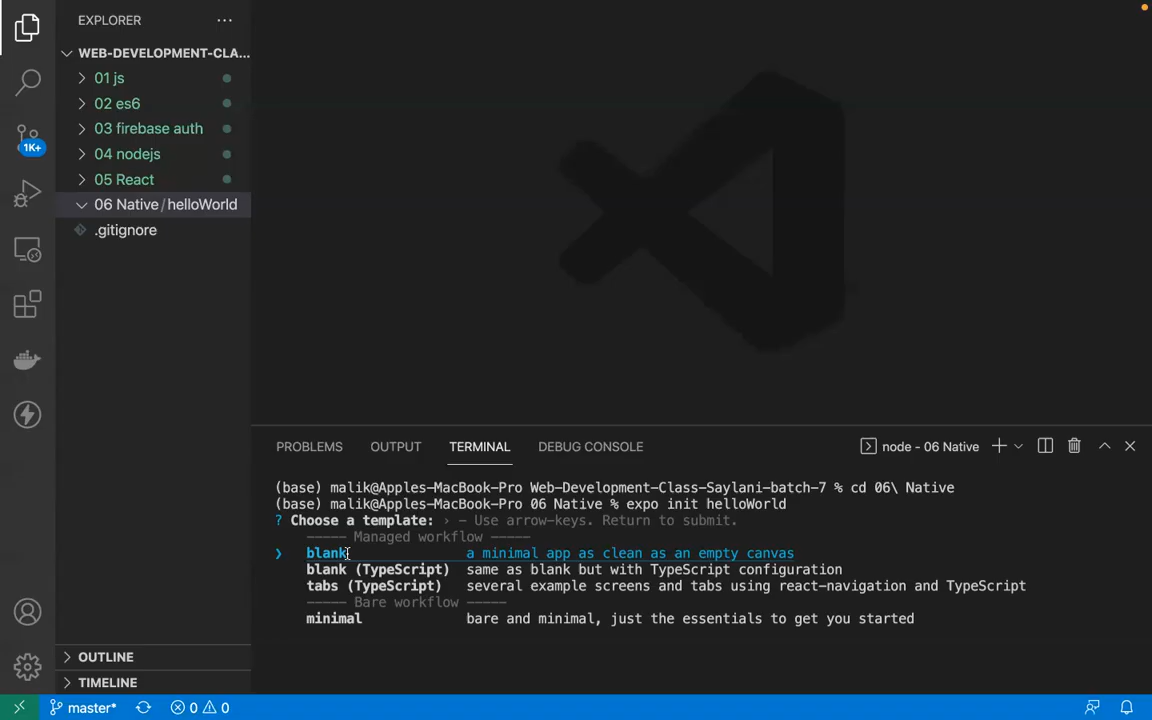 EXPLORER
WEB-DEVELOPMENT-CLA...
01 js
02 es6
03 firebase auth
04 nodejs
05 React
06 Native / helloWorld
.gitignore
1K+
OUTLINE
TIMELINE
PROBLEMS OUTPUT TERMINAL DEBUG CONSOLE node - 06 Native
(base) malik@Apples-MacBook-Pro Web-Development-Class-Saylani-batch-7 % cd 06\ Native
(base) malik@Apples-MacBook-Pro 06 Native % expo init helloWorld
? Choose a template: › - Use arrow-keys. Return to submit.
----- Managed workflow -----
❯ blank a minimal app as clean as an empty canvas
blank (TypeScript) same as blank but with TypeScript configuration
tabs (TypeScript) several example screens and tabs using react-navigation and TypeScript
----- Bare workflow -----
minimal bare and minimal, just the essentials to get you started
master* 0 0